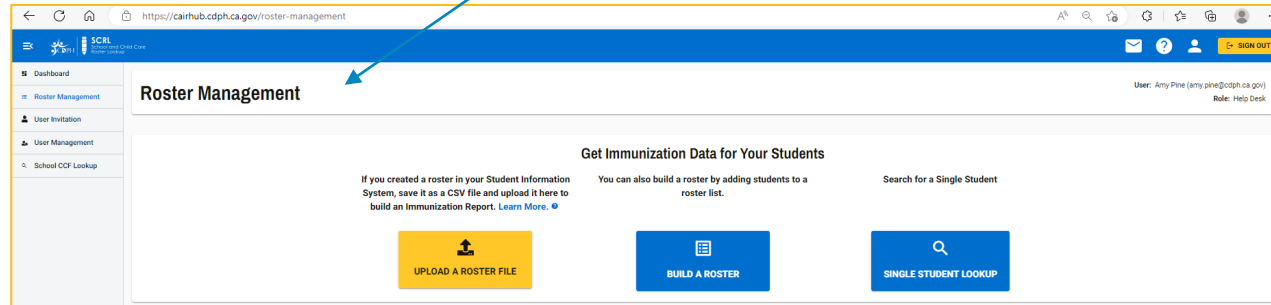 https://cairhub.cdph.ca.gov/roster-management
SCRL
School and Child Care
Roster Lookup
SIGN OUT
Dashboard
Roster Management
User Invitation
User Management
School CCF Lookup
Roster Management
User: Amy Pine (amy.pine@cdph.ca.gov)
Role: Help Desk
Get Immunization Data for Your Students
If you created a roster in your Student Information
System, save it as a CSV file and upload it here to
build an Immunization Report. Learn More.
UPLOAD A ROSTER FILE
You can also build a roster by adding students to a
roster list.
BUILD A ROSTER
Search for a Single Student
SINGLE STUDENT LOOKUP